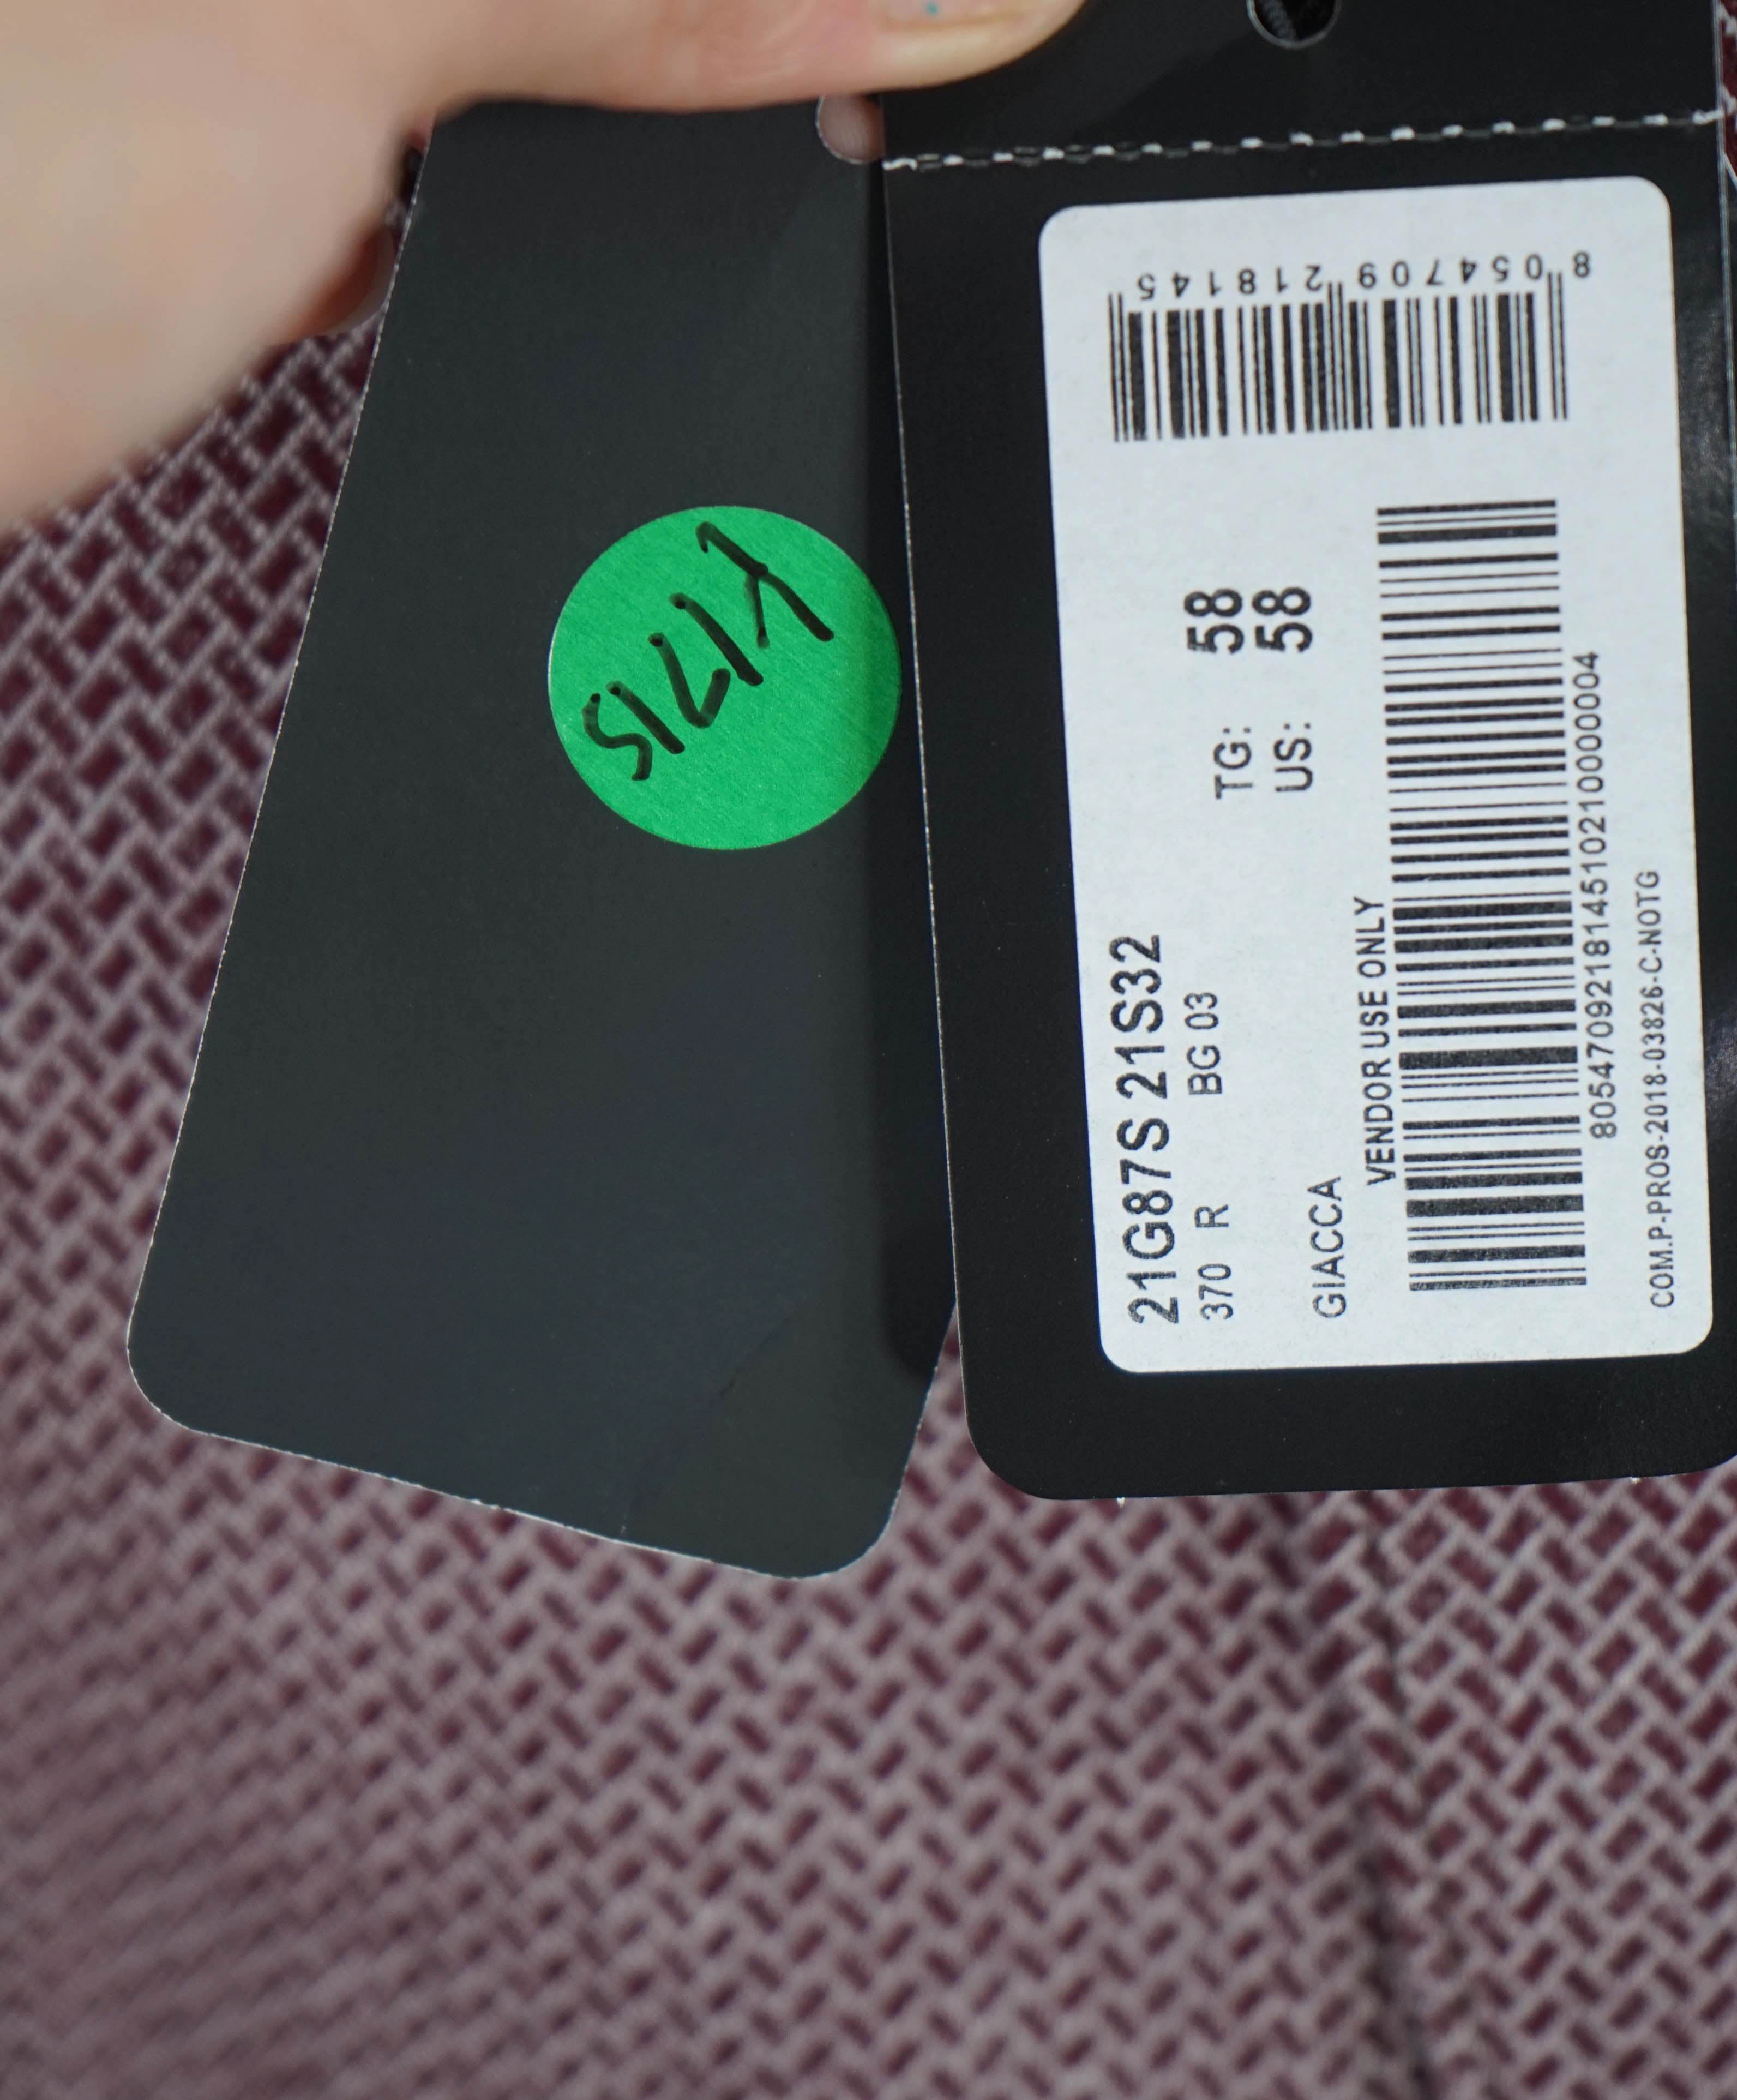 8 054709 218145
21G87S 21S32
370 R BG 03
TG: 58
US: 58
GIACCA
VENDOR USE ONLY
805470921814510210000004
COM.P-PROS-2018-03826-C-NOTG